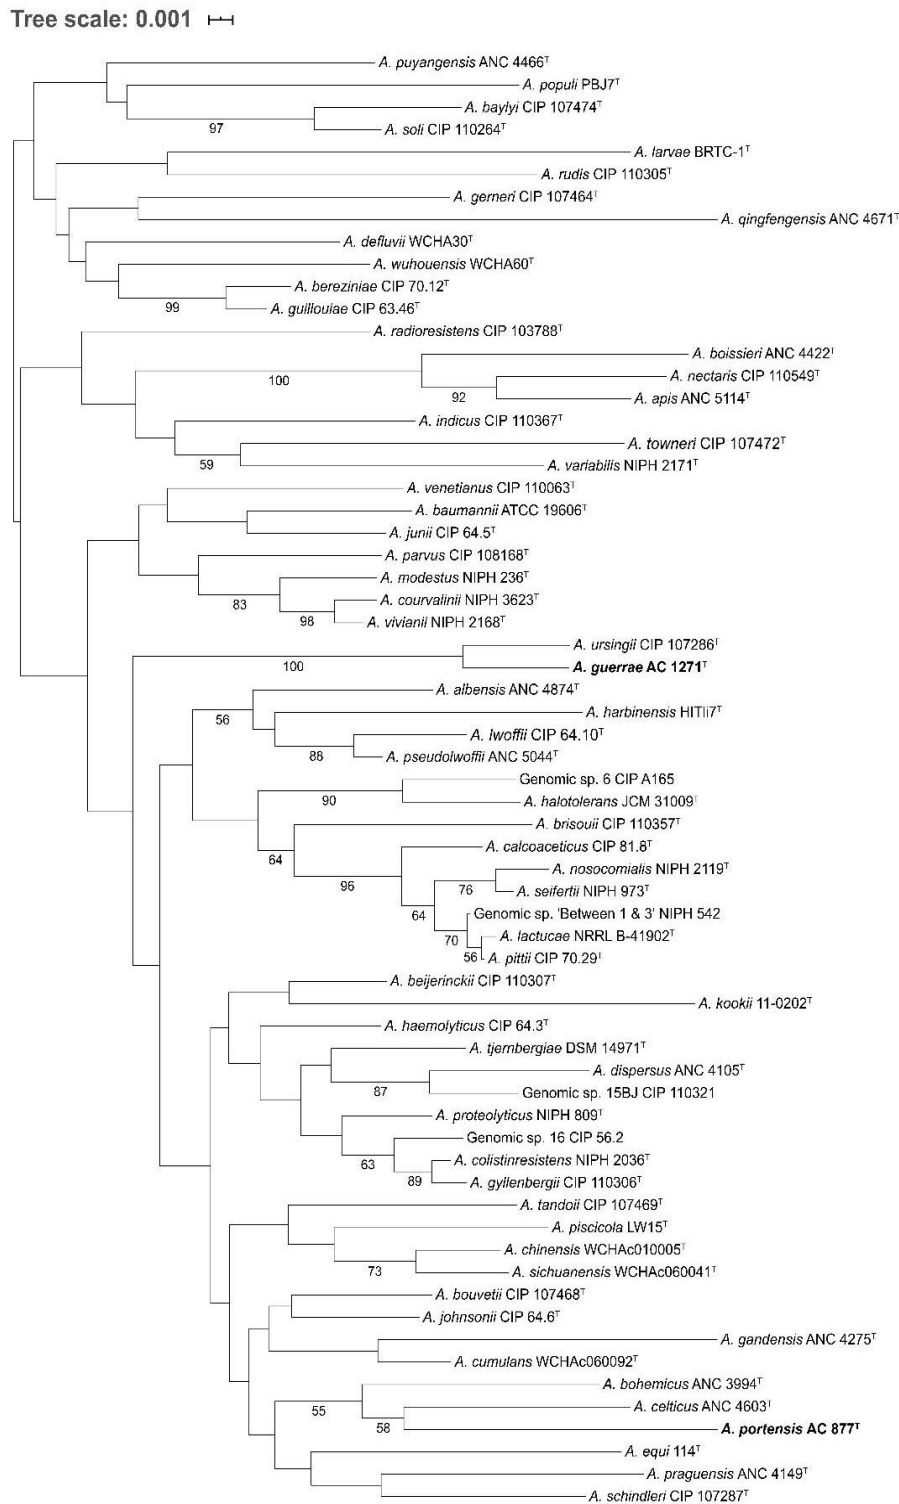 Tree scale: 0.001
A. puyangensis ANC 4466ᵀ
A. populi PBJ7ᵀ
A. baylyi CIP 107474ᵀ
97
A. soli CIP 110264ᵀ
A. larvae BRTC-1ᵀ
A. rudis CIP 110305ᵀ
A. gerneri CIP 107464ᵀ
A. qingfengensis ANC 4671ᵀ
A. defluvii WCHA30ᵀ
A. wuhouensis WCHA60ᵀ
A. bereziniae CIP 70.12ᵀ
99
A. guillouiae CIP 63.46ᵀ
A. radioresistens CIP 103788ᵀ
A. boissieri ANC 4422ᵀ
100
A. nectaris CIP 110549ᵀ
92
A. apis ANC 5114ᵀ
A. indicus CIP 110367ᵀ
A. towneri CIP 107472ᵀ
59
A. variabilis NIPH 2171ᵀ
A. venetianus CIP 110063ᵀ
A. baumannii ATCC 19606ᵀ
A. junii CIP 64.5ᵀ
A. parvus CIP 108168ᵀ
A. modestus NIPH 236ᵀ
83
A. courvalinii NIPH 3623ᵀ
98
A. vivianii NIPH 2168ᵀ
A. ursingii CIP 107286ᵀ
100
A. guerrae AC 1271ᵀ
A. albensis ANC 4874ᵀ
56
A. harbinensis HITli7ᵀ
A. lwoffii CIP 64.10ᵀ
88
A. pseudolwoffii ANC 5044ᵀ
Genomic sp. 6 CIP A165
90
A. halotolerans JCM 31009ᵀ
A. brisouii CIP 110357ᵀ
64
A. calcoaceticus CIP 81.8ᵀ
96
A. nosocomialis NIPH 2119ᵀ
76
A. seifertii NIPH 973ᵀ
64
Genomic sp. 'Between 1 & 3' NIPH 542
70
A. lactucae NRRL B-41902ᵀ
56
A. pittii CIP 70.29ᵀ
A. beijerinckii CIP 110307ᵀ
A. kookii 11-0202ᵀ
A. haemolyticus CIP 64.3ᵀ
A. tjernbergiae DSM 14971ᵀ
A. dispersus ANC 4105ᵀ
87
Genomic sp. 15BJ CIP 110321
A. proteolyticus NIPH 809ᵀ
Genomic sp. 16 CIP 56.2
63
A. colistinresistens NIPH 2036ᵀ
89
A. gyllenbergii CIP 110306ᵀ
A. tandoii CIP 107469ᵀ
A. piscicola LW15ᵀ
A. chinensis WCHAc010005ᵀ
73
A. sichuanensis WCHAc060041ᵀ
A. bouvetii CIP 107468ᵀ
A. johnsonii CIP 64.6ᵀ
A. gandensis ANC 4275ᵀ
A. cumulans WCHAc060092ᵀ
A. bohemicus ANC 3994ᵀ
55
A. celticus ANC 4603ᵀ
58
A. portensis AC 877ᵀ
A. equi 114ᵀ
A. praguensis ANC 4149ᵀ
A. schindleri CIP 107287ᵀ